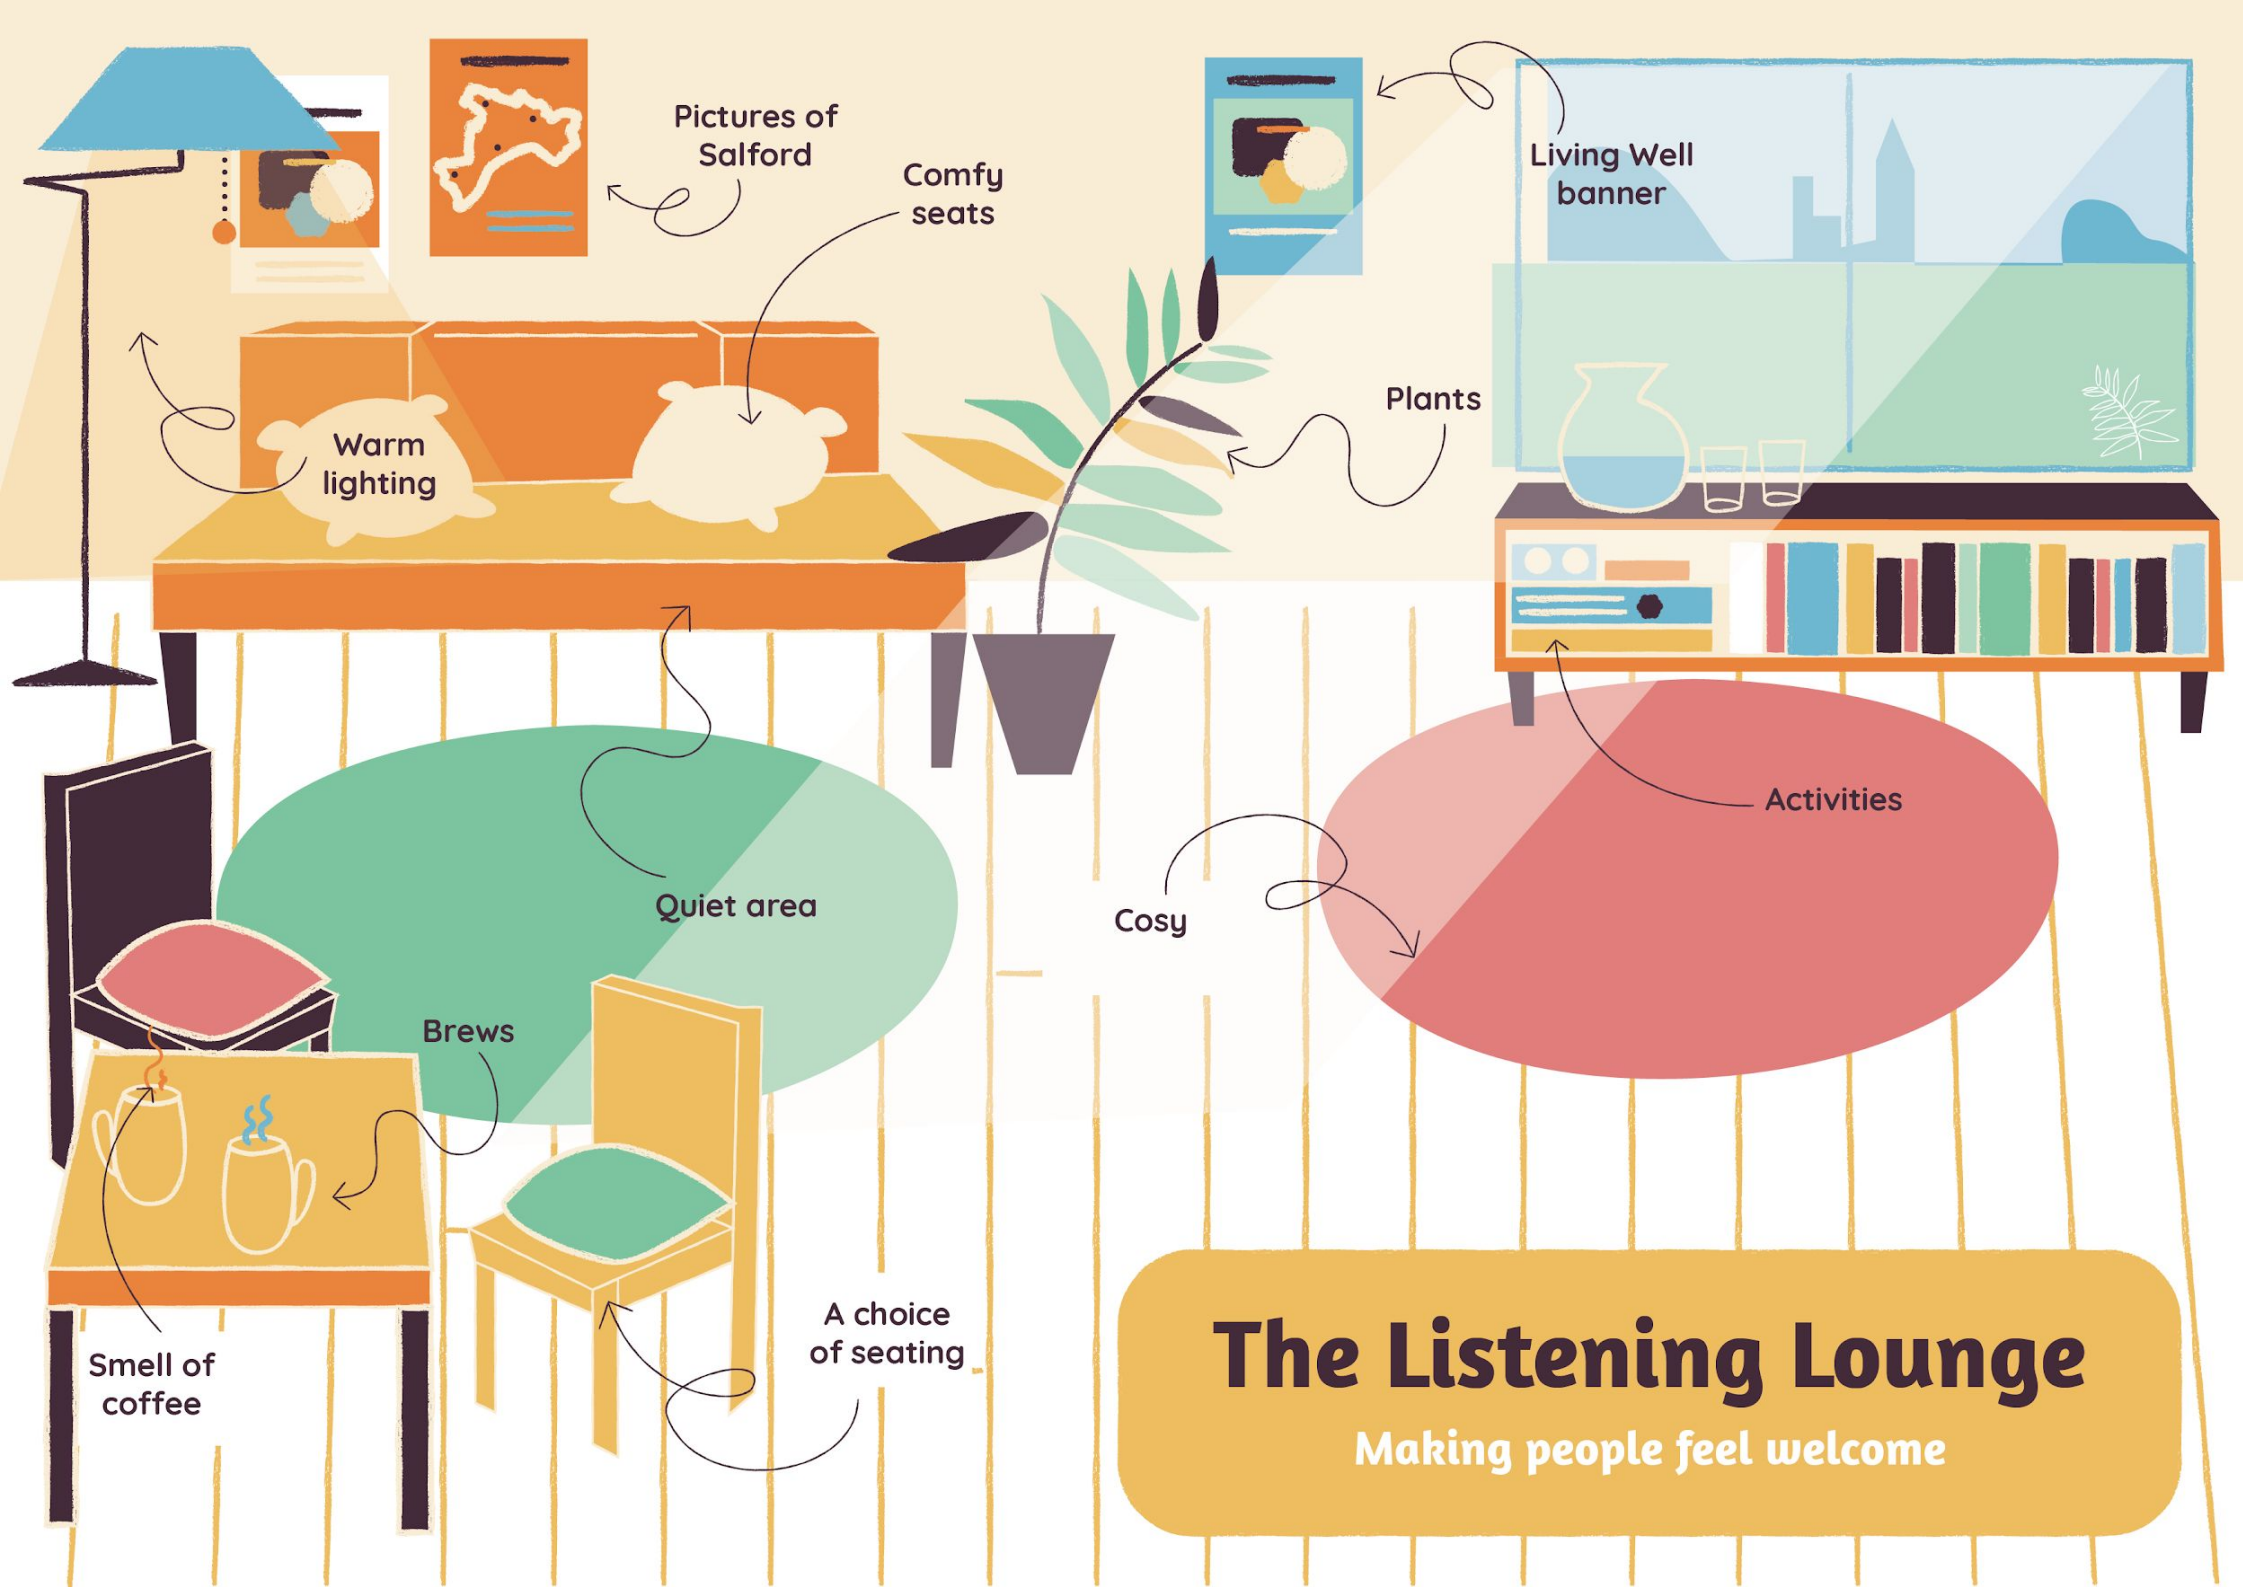 Pictures of
Salford
Comfy
seats
Living Well
banner
Warm
lighting
Plants
Activities
Quiet area
Cosy
Brews
A choice
of seating
Smell of
coffee
The Listening Lounge
Making people feel welcome